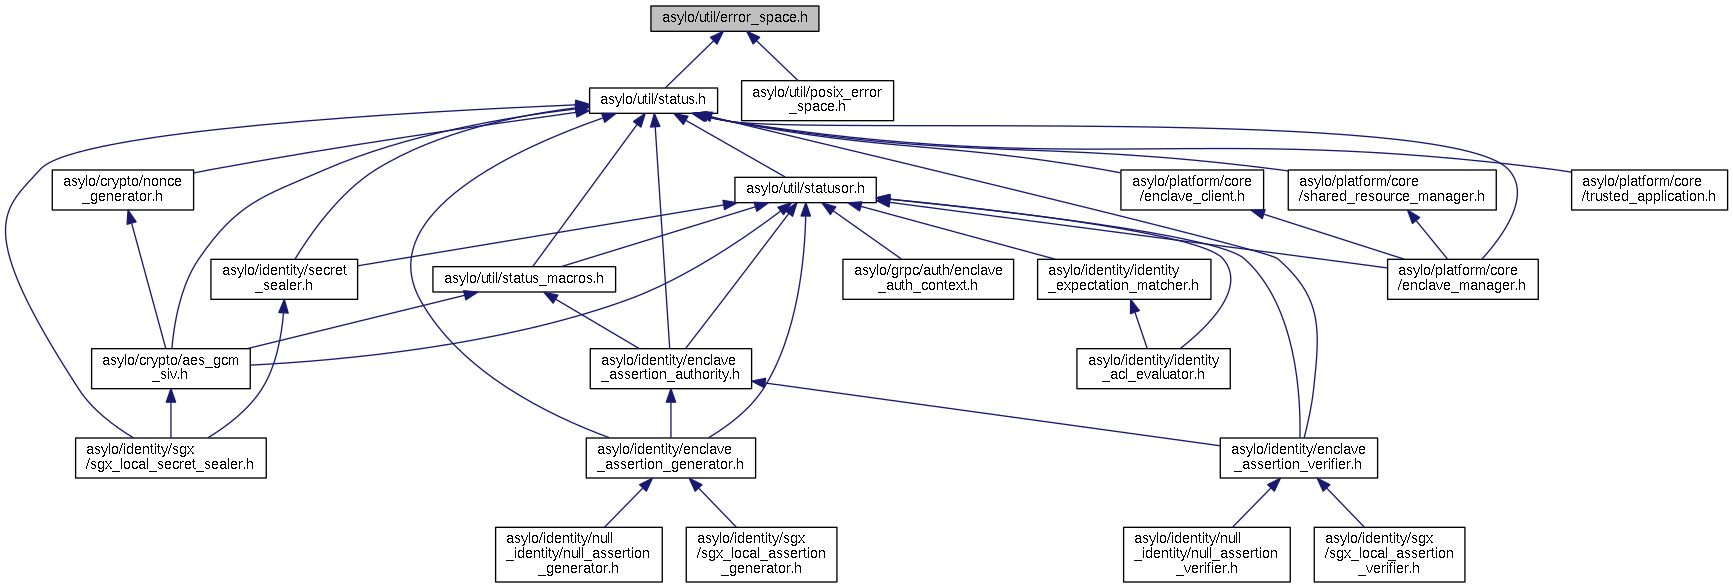 asylo/util/error_space.h
asylo/util/status.h
asylo/util/posix_error
_space.h
asylo/crypto/nonce
_generator.h
asylo/util/statusor.h
asylo/platform/core
/enclave_client.h
asylo/platform/core
/shared_resource_manager.h
asylo/platform/core
/trusted_application.h
asylo/identity/secret
_sealer.h
asylo/util/status_macros.h
asylo/grpc/auth/enclave
_auth_context.h
asylo/identity/identity
_expectation_matcher.h
asylo/platform/core
/enclave_manager.h
asylo/crypto/aes_gcm
_siv.h
asylo/identity/enclave
_assertion_authority.h
asylo/identity/identity
_acl_evaluator.h
asylo/identity/sgx
/sgx_local_secret_sealer.h
asylo/identity/enclave
_assertion_generator.h
asylo/identity/enclave
_assertion_verifier.h
asylo/identity/null
_identity/null_assertion
_generator.h
asylo/identity/sgx
/sgx_local_assertion
_generator.h
asylo/identity/null
_identity/null_assertion
_verifier.h
asylo/identity/sgx
/sgx_local_assertion
_verifier.h